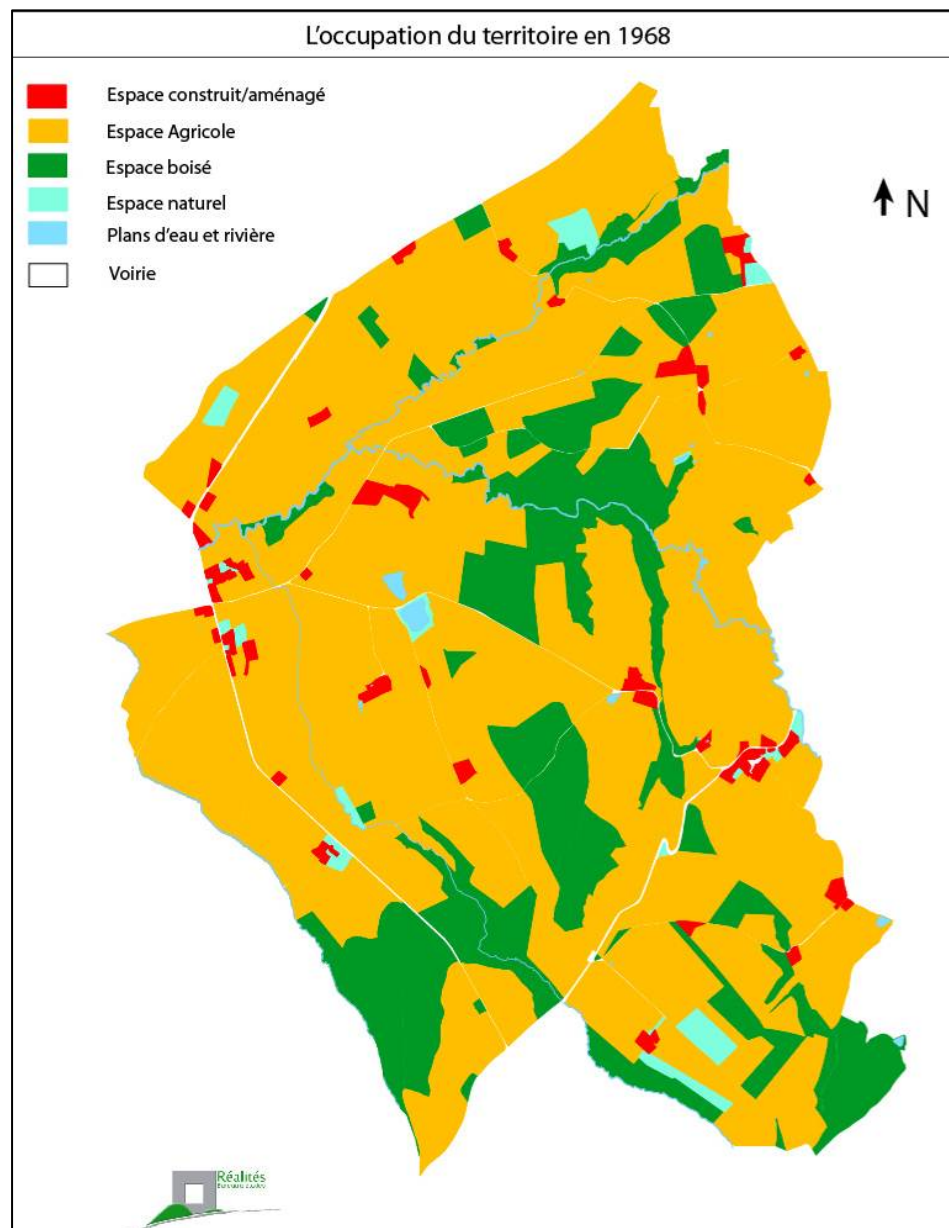 L'occupation du territoire en 1968
Espace construit/aménagé
Espace Agricole
Espace boisé
Espace naturel
Plans d'eau et rivière
Voirie
N
Réalités